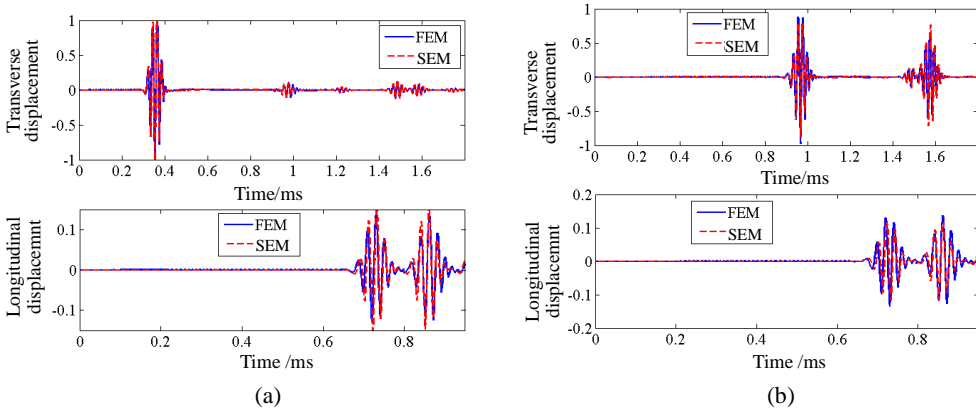 Transverse
displacement
1
0.5
0
-0.5
-1
FEM
SEM
0 0.2 0.4 0.6 0.8 1 1.2 1.4 1.6
Time/ms
Longitudinal
displacemnt
0.1
0
-0.1
FEM
SEM
0 0.2 0.4 0.6 0.8
Time /ms
(a)
Transverse
displacement
1
0.5
0
-0.5
-1
FEM
SEM
0 0.2 0.4 0.6 0.8 1 1.2 1.4 1.6
Time/ms
Longitudinal
displacemnt
0.2
0.1
0
-0.1
-0.2
FEM
SEM
0 0.2 0.4 0.6 0.8
Time /ms
(b)